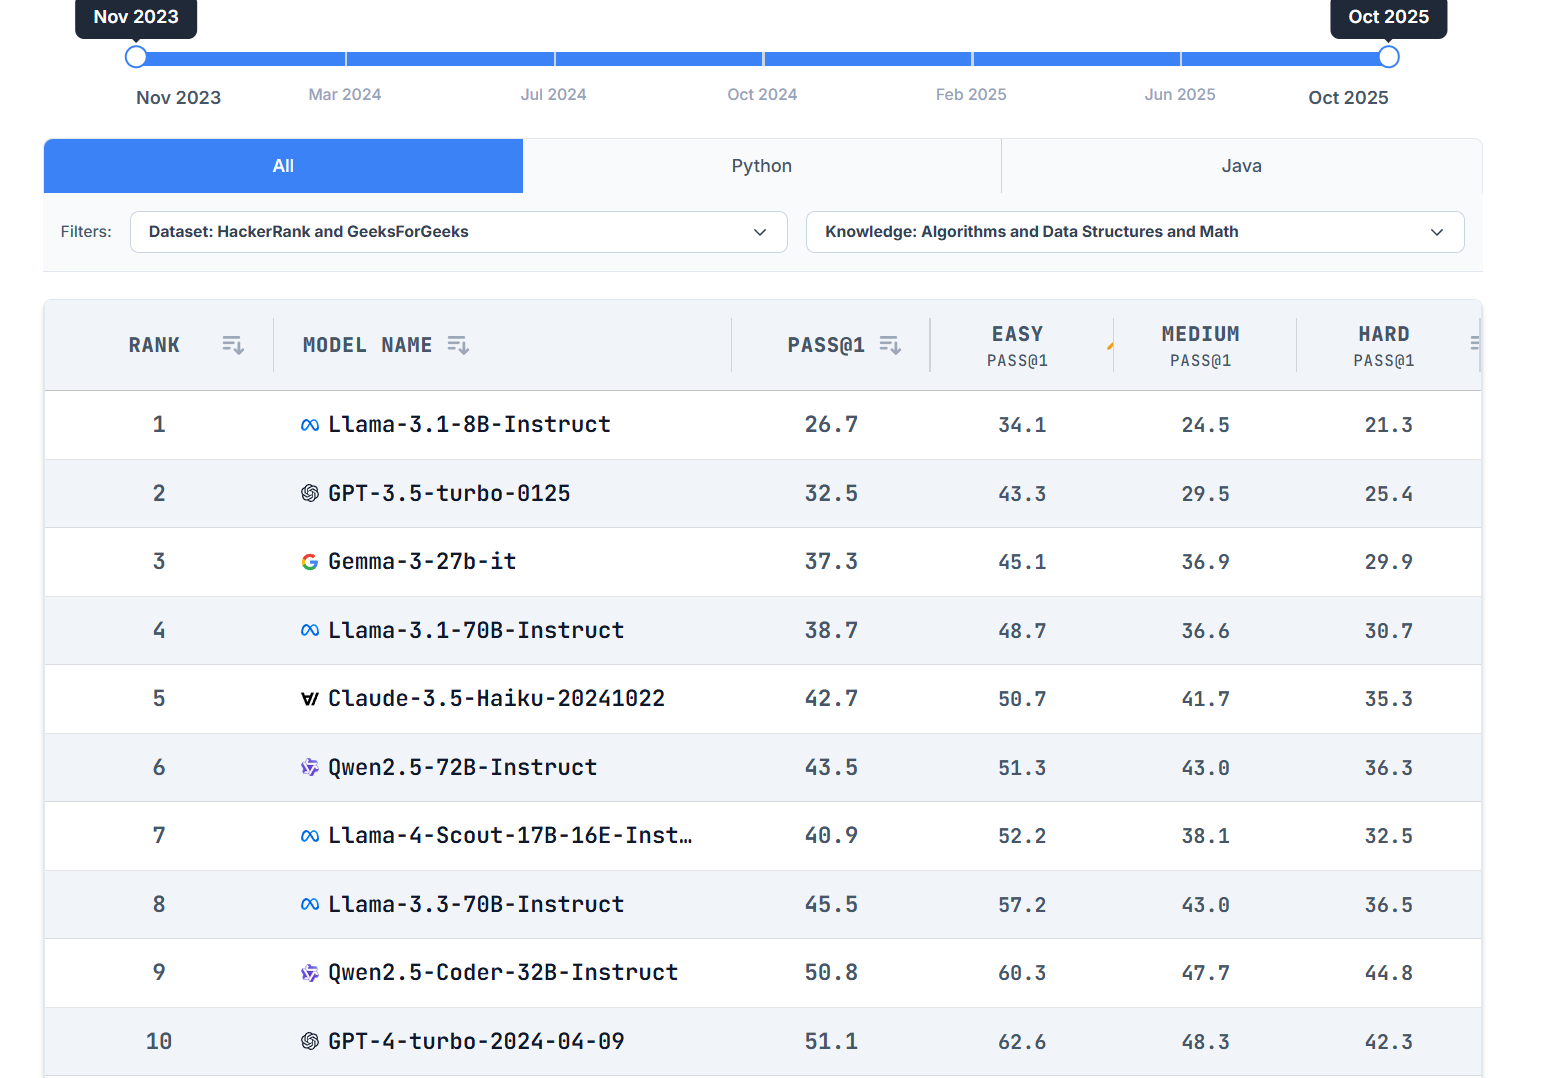 Nov 2023 Oct 2025
Nov 2023 Mar 2024 Jul 2024 Oct 2024 Feb 2025 Jun 2025 Oct 2025
All Python Java
Filters: Dataset: HackerRank and GeeksForGeeks Knowledge: Algorithms and Data Structures and Math
RANK MODEL NAME PASS@1 EASY MEDIUM HARD
PASS@1 PASS@1 PASS@1
1 Llama-3.1-8B-Instruct 26.7 34.1 24.5 21.3
2 GPT-3.5-turbo-0125 32.5 43.3 29.5 25.4
3 Gemma-3-27b-it 37.3 45.1 36.9 29.9
4 Llama-3.1-70B-Instruct 38.7 48.7 36.6 30.7
5 Claude-3.5-Haiku-20241022 42.7 50.7 41.7 35.3
6 Qwen2.5-72B-Instruct 43.5 51.3 43.0 36.3
7 Llama-4-Scout-17B-16E-Inst… 40.9 52.2 38.1 32.5
8 Llama-3.3-70B-Instruct 45.5 57.2 43.0 36.5
9 Qwen2.5-Coder-32B-Instruct 50.8 60.3 47.7 44.8
10 GPT-4-turbo-2024-04-09 51.1 62.6 48.3 42.3